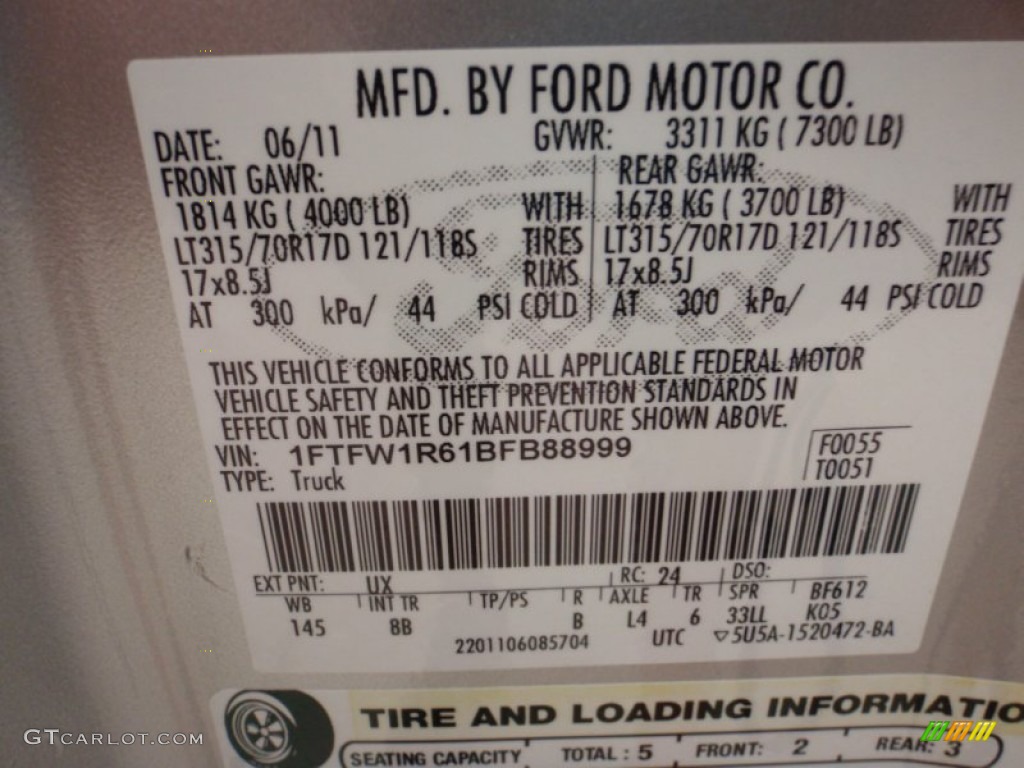 MFD. BY FORD MOTOR CO.
DATE: 06/11 GVWR: 3311 KG ( 7300 LB)
FRONT GAWR: REAR GAWR:
1814 KG ( 4000 LB) WITH 1678 KG ( 3700 LB) WITH
LT315/70R17D 121/118S TIRES LT315/70R17D 121/118S TIRES
17x8.5J RIMS 17x8.5J RIMS
AT 300 kPa/ 44 PSI COLD AT 300 kPa/ 44 PSI COLD
Ford
THIS VEHICLE CONFORMS TO ALL APPLICABLE FEDERAL MOTOR
VEHICLE SAFETY AND THEFT PREVENTION STANDARDS IN
EFFECT ON THE DATE OF MANUFACTURE SHOWN ABOVE.
VIN: 1FTFW1R61BFB88999 F0055
TYPE: Truck T0051
EXT PNT: UX RC: 24 DSO:
WB INT TR TP/PS R AXLE TR SPR BF612
145 8B B L4 6 33LL K05
2201106085704 UTC ▽5U5A-1520472-BA
TIRE AND LOADING INFORMATIO
SEATING CAPACITY TOTAL : 5 FRONT: 2 REAR: 3
GTCARLOT.COM